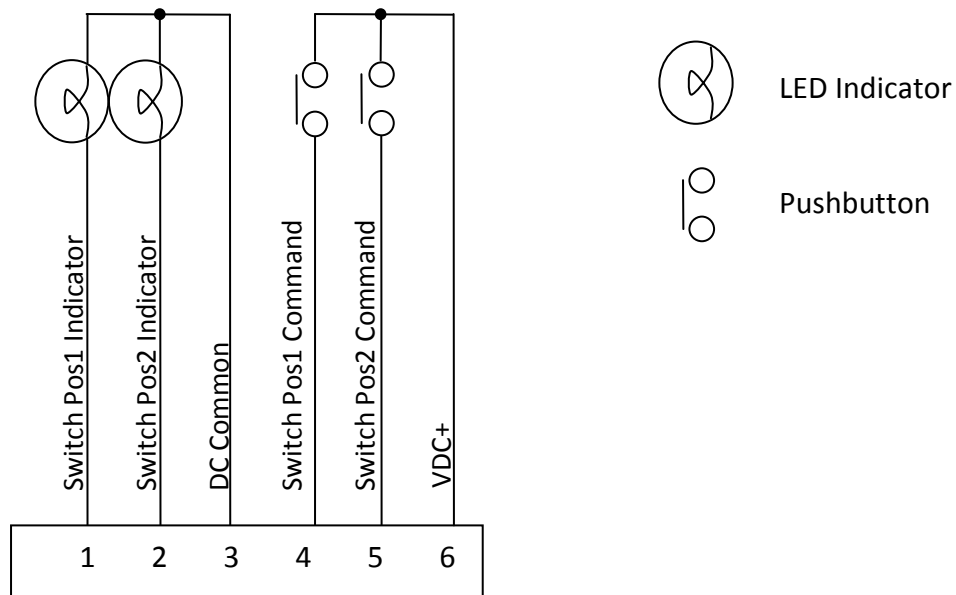 LED Indicator
Pushbutton
Switch Pos1 Indicator
Switch Pos2 Indicator
DC Common
Switch Pos1 Command
Switch Pos2 Command
VDC+
1 2 3 4 5 6